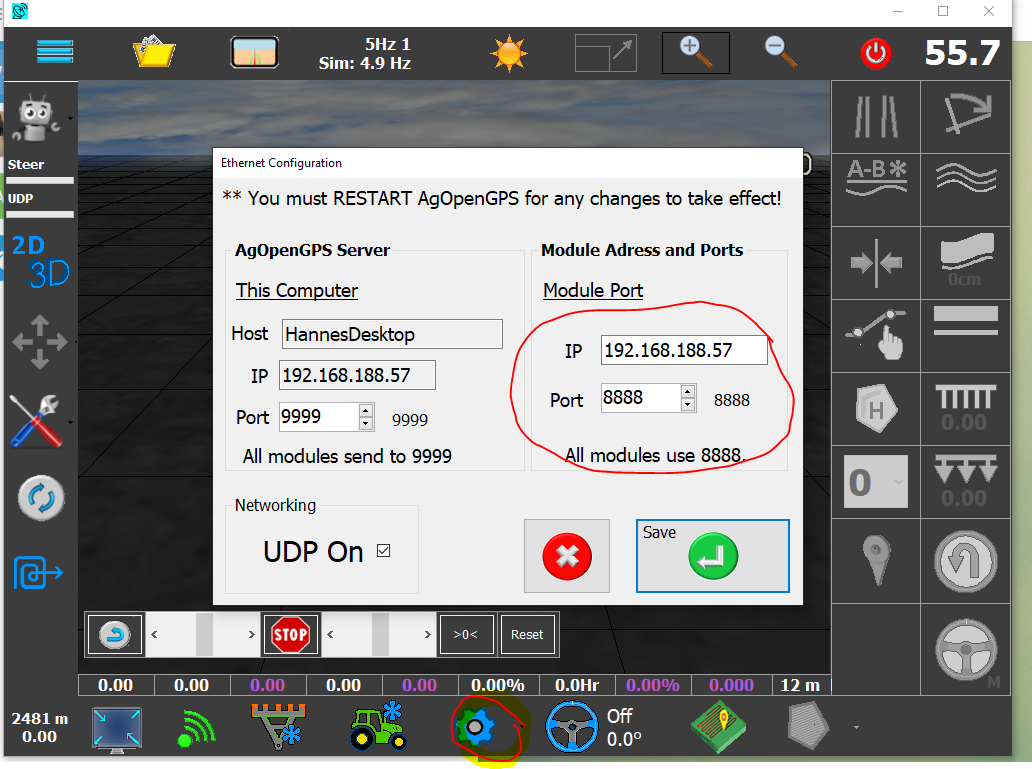 5Hz 1
Sim: 4.9 Hz
55.7
Steer
UDP
2D
3D
A-B*
0cm
H
0.00
0
0.00
M
Ethernet Configuration
** You must RESTART AgOpenGPS for any changes to take effect!
AgOpenGPS Server
This Computer
Host HannesDesktop
IP 192.168.188.57
Port 9999 9999
All modules send to 9999
Module Adress and Ports
Module Port
IP 192.168.188.57
Port 8888 8888
All modules use 8888.
Networking
UDP On
Save
< > STOP < > >0< Reset
0.00 0.00 0.00 0.00 0.00 0.00% 0.0Hr 0.00% 0.000 12 m
2481 m
0.00
Off
0.0°